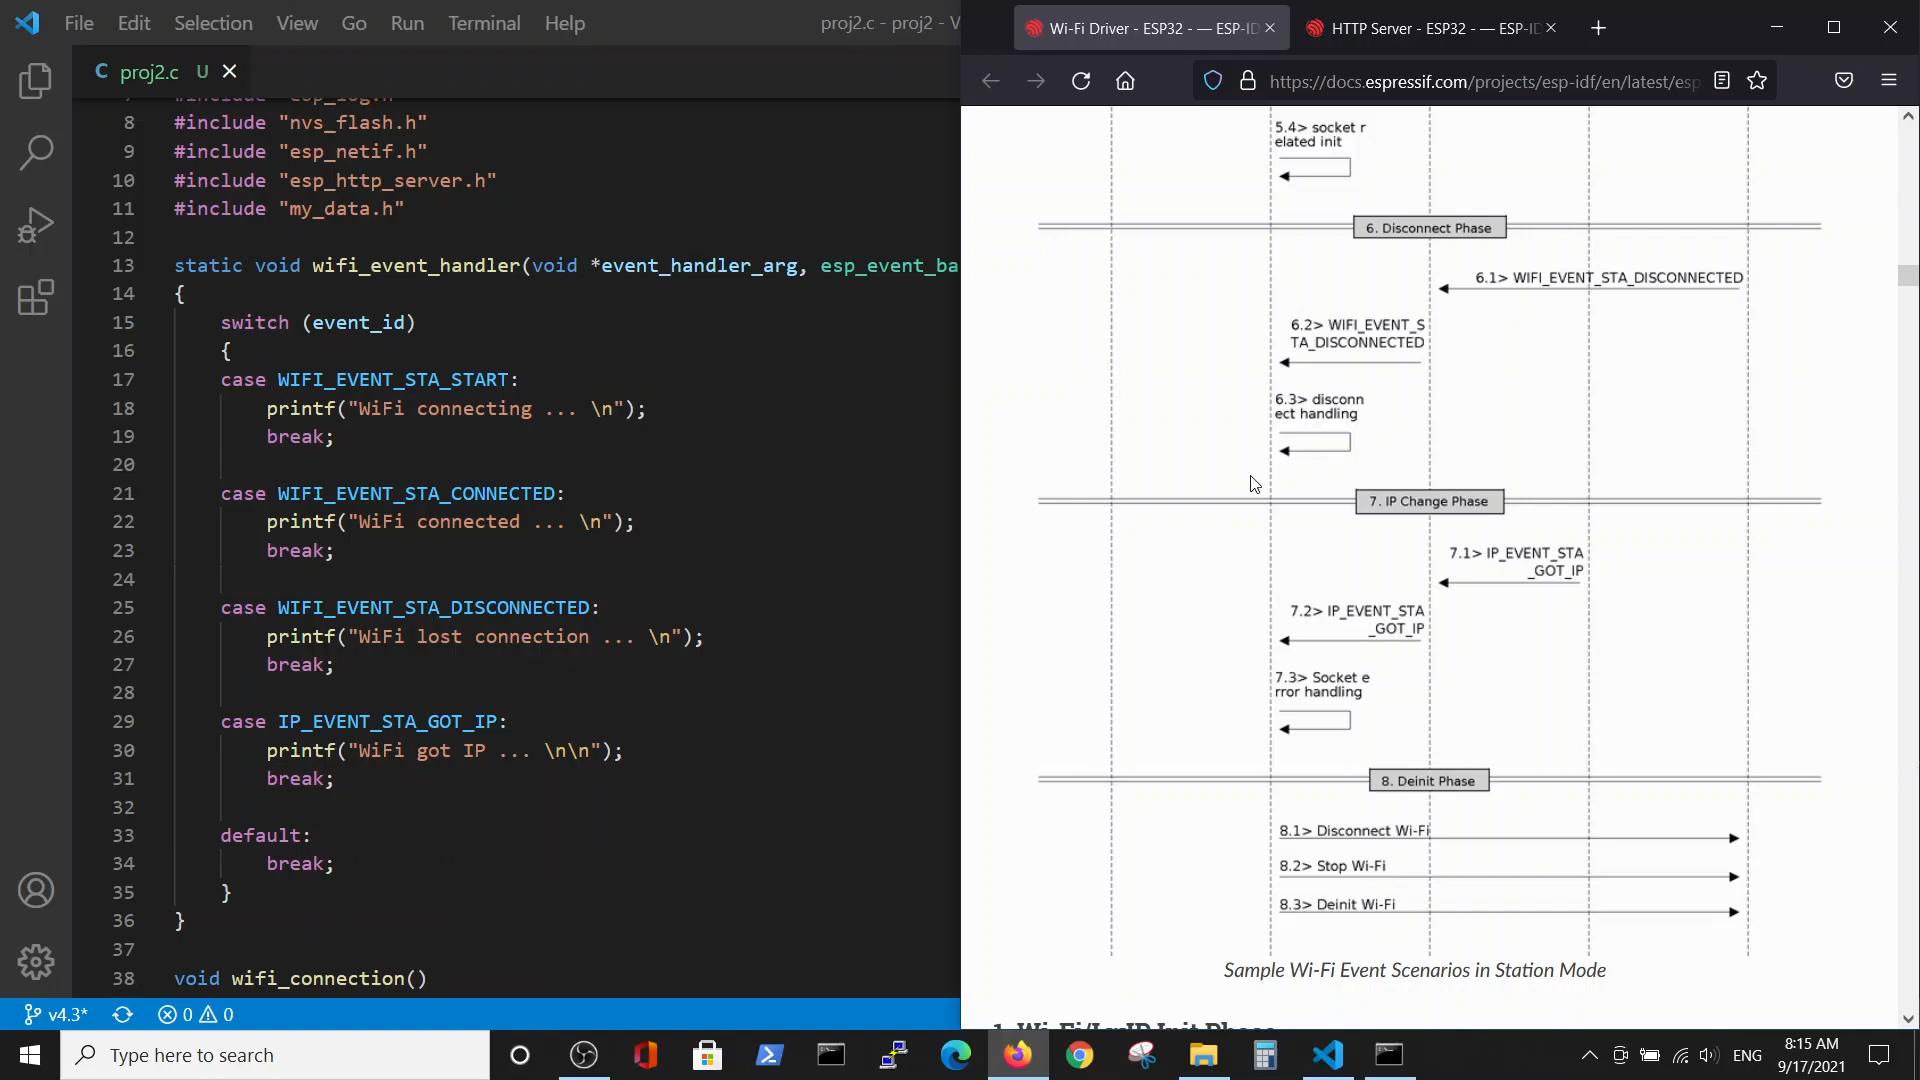 File Edit Selection View Go Run Terminal Help
proj2.c - proj2 - V
C proj2.c U
#include "esp_log.h"
8 #include "nvs_flash.h"
9 #include "esp_netif.h"
10 #include "esp_http_server.h"
11 #include "my_data.h"
12
13 static void wifi_event_handler(void *event_handler_arg, esp_event_ba
14 {
15 switch (event_id)
16 {
17 case WIFI_EVENT_STA_START:
18 printf("WiFi connecting ... \n");
19 break;
20
21 case WIFI_EVENT_STA_CONNECTED:
22 printf("WiFi connected ... \n");
23 break;
24
25 case WIFI_EVENT_STA_DISCONNECTED:
26 printf("WiFi lost connection ... \n");
27 break;
28
29 case IP_EVENT_STA_GOT_IP:
30 printf("WiFi got IP ... \n\n");
31 break;
32
33 default:
34 break;
35 }
36 }
37
38 void wifi_connection()
v4.3* 0 0
Wi-Fi Driver - ESP32 - — ESP-ID
HTTP Server - ESP32 - — ESP-ID
https://docs.espressif.com/projects/esp-idf/en/latest/esp
5.4> socket r
elated init
6. Disconnect Phase
6.1> WIFI_EVENT_STA_DISCONNECTED
6.2> WIFI_EVENT_S
TA_DISCONNECTED
6.3> disconn
ect handling
7. IP Change Phase
7.1> IP_EVENT_STA
_GOT_IP
7.2> IP_EVENT_STA
_GOT_IP
7.3> Socket e
rror handling
8. Deinit Phase
8.1> Disconnect Wi-Fi
8.2> Stop Wi-Fi
8.3> Deinit Wi-Fi
Sample Wi-Fi Event Scenarios in Station Mode
1. Wi-Fi/LwIP Init Phase
Type here to search
ENG
8:15 AM
9/17/2021